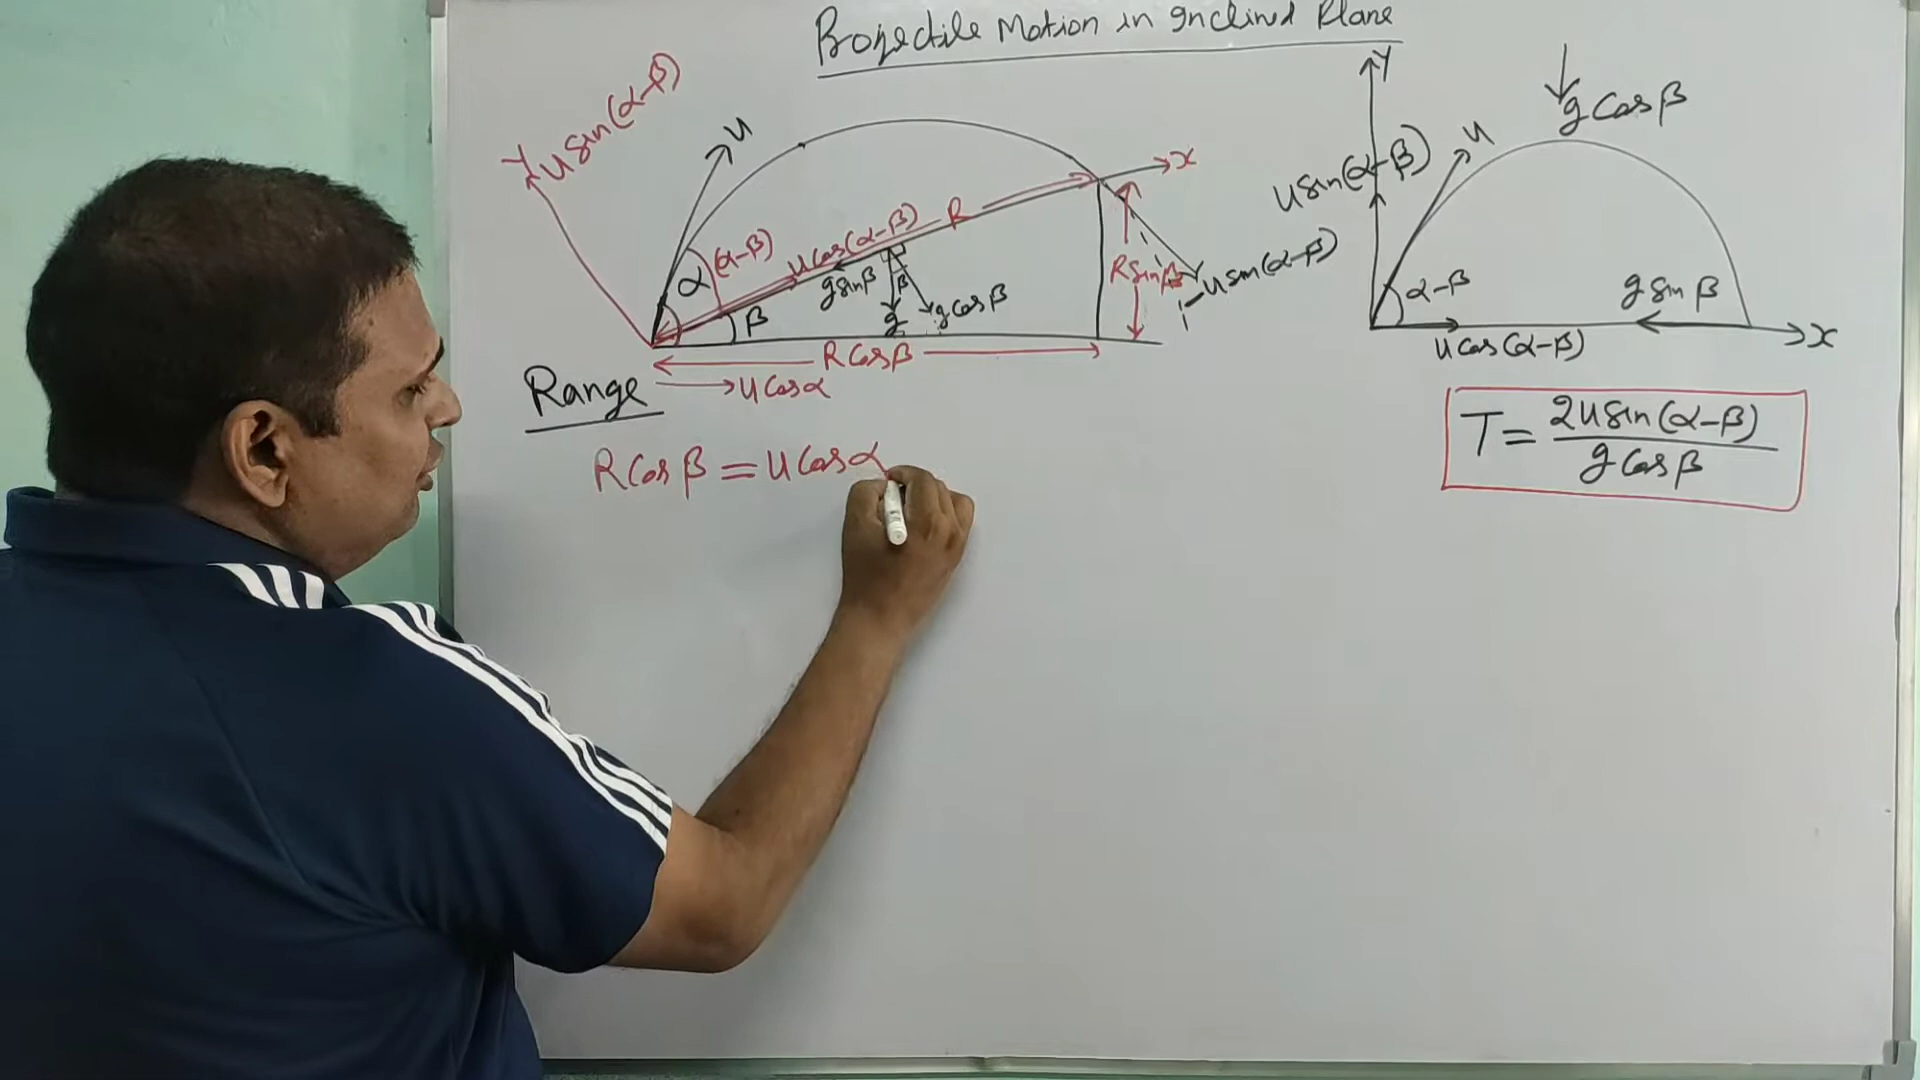 Projectile Motion in Inclined Plane
Y
u sin(α-β)
u
x
(α-β)
α
u cos(α-β)
R
g sin β
β
g
g cos β
β
R sin β
u sin(α-β)
R cos β
u cos α
Y
g cos β
u
u sin(α-β)
α-β
g sin β
u cos(α-β)
x
T = 2u sin(α-β) / g cos β
Range
R cos β = u cos α